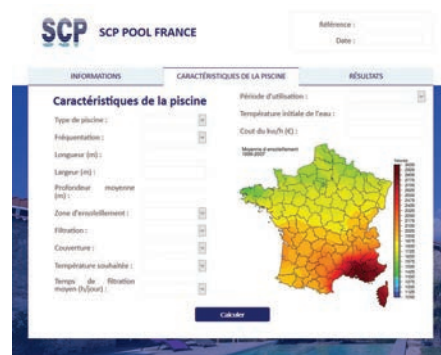 SCP SCP POOL FRANCE
Référence :
Date :
INFORMATIONS
CARACTÉRISTIQUES DE LA PISCINE
RÉSULTATS
Caractéristiques de la piscine
Type de piscine :
Fréquentation :
Longueur (m) :
Largeur (m) :
Profondeur moyenne
(m) :
Zone d'ensoleillement :
Filtration :
Couverture :
Température souhaitée :
Temps de filtration
moyen (h/jour) :
Période d'utilisation :
Température initiale de l'eau :
Cout du kw/h (€) :
Moyenne d'ensoleillement
Calculer